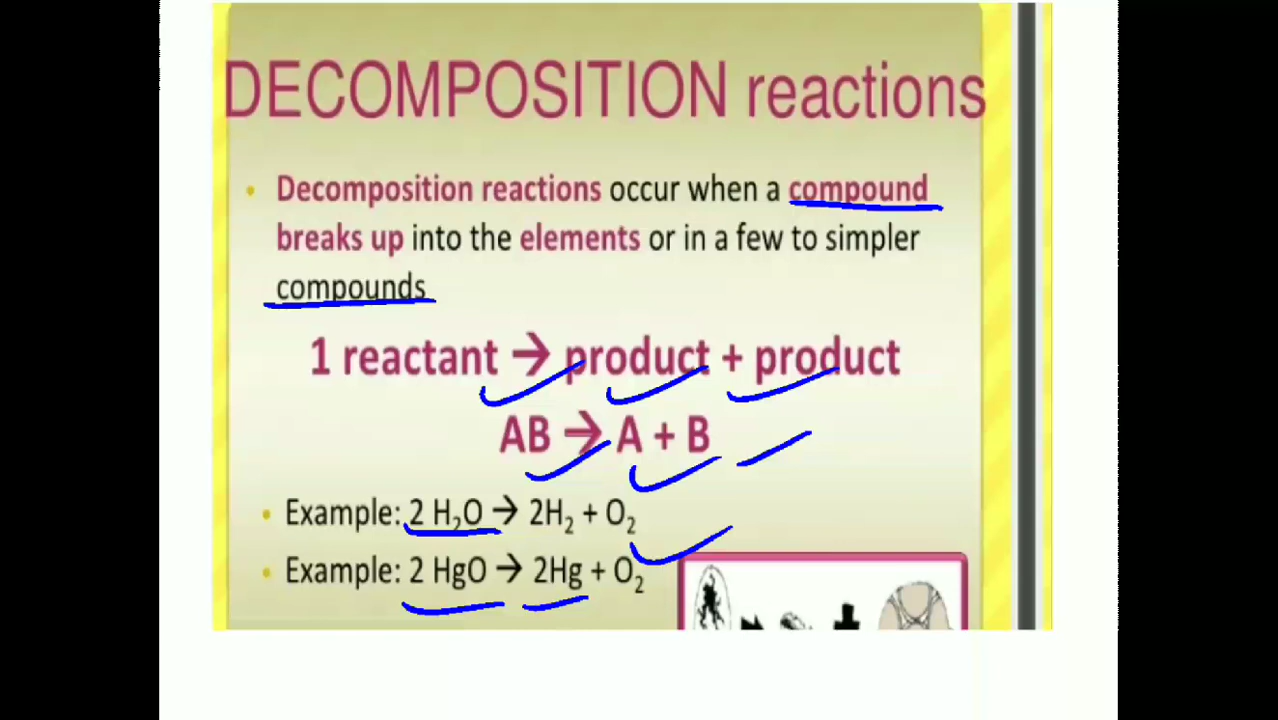 DECOMPOSITION reactions
• Decomposition reactions occur when a compound
breaks up into the elements or in a few to simpler
compounds
1 reactant → product + product
AB → A + B
• Example: 2 H₂O → 2H₂ + O₂
• Example: 2 HgO → 2Hg + O₂